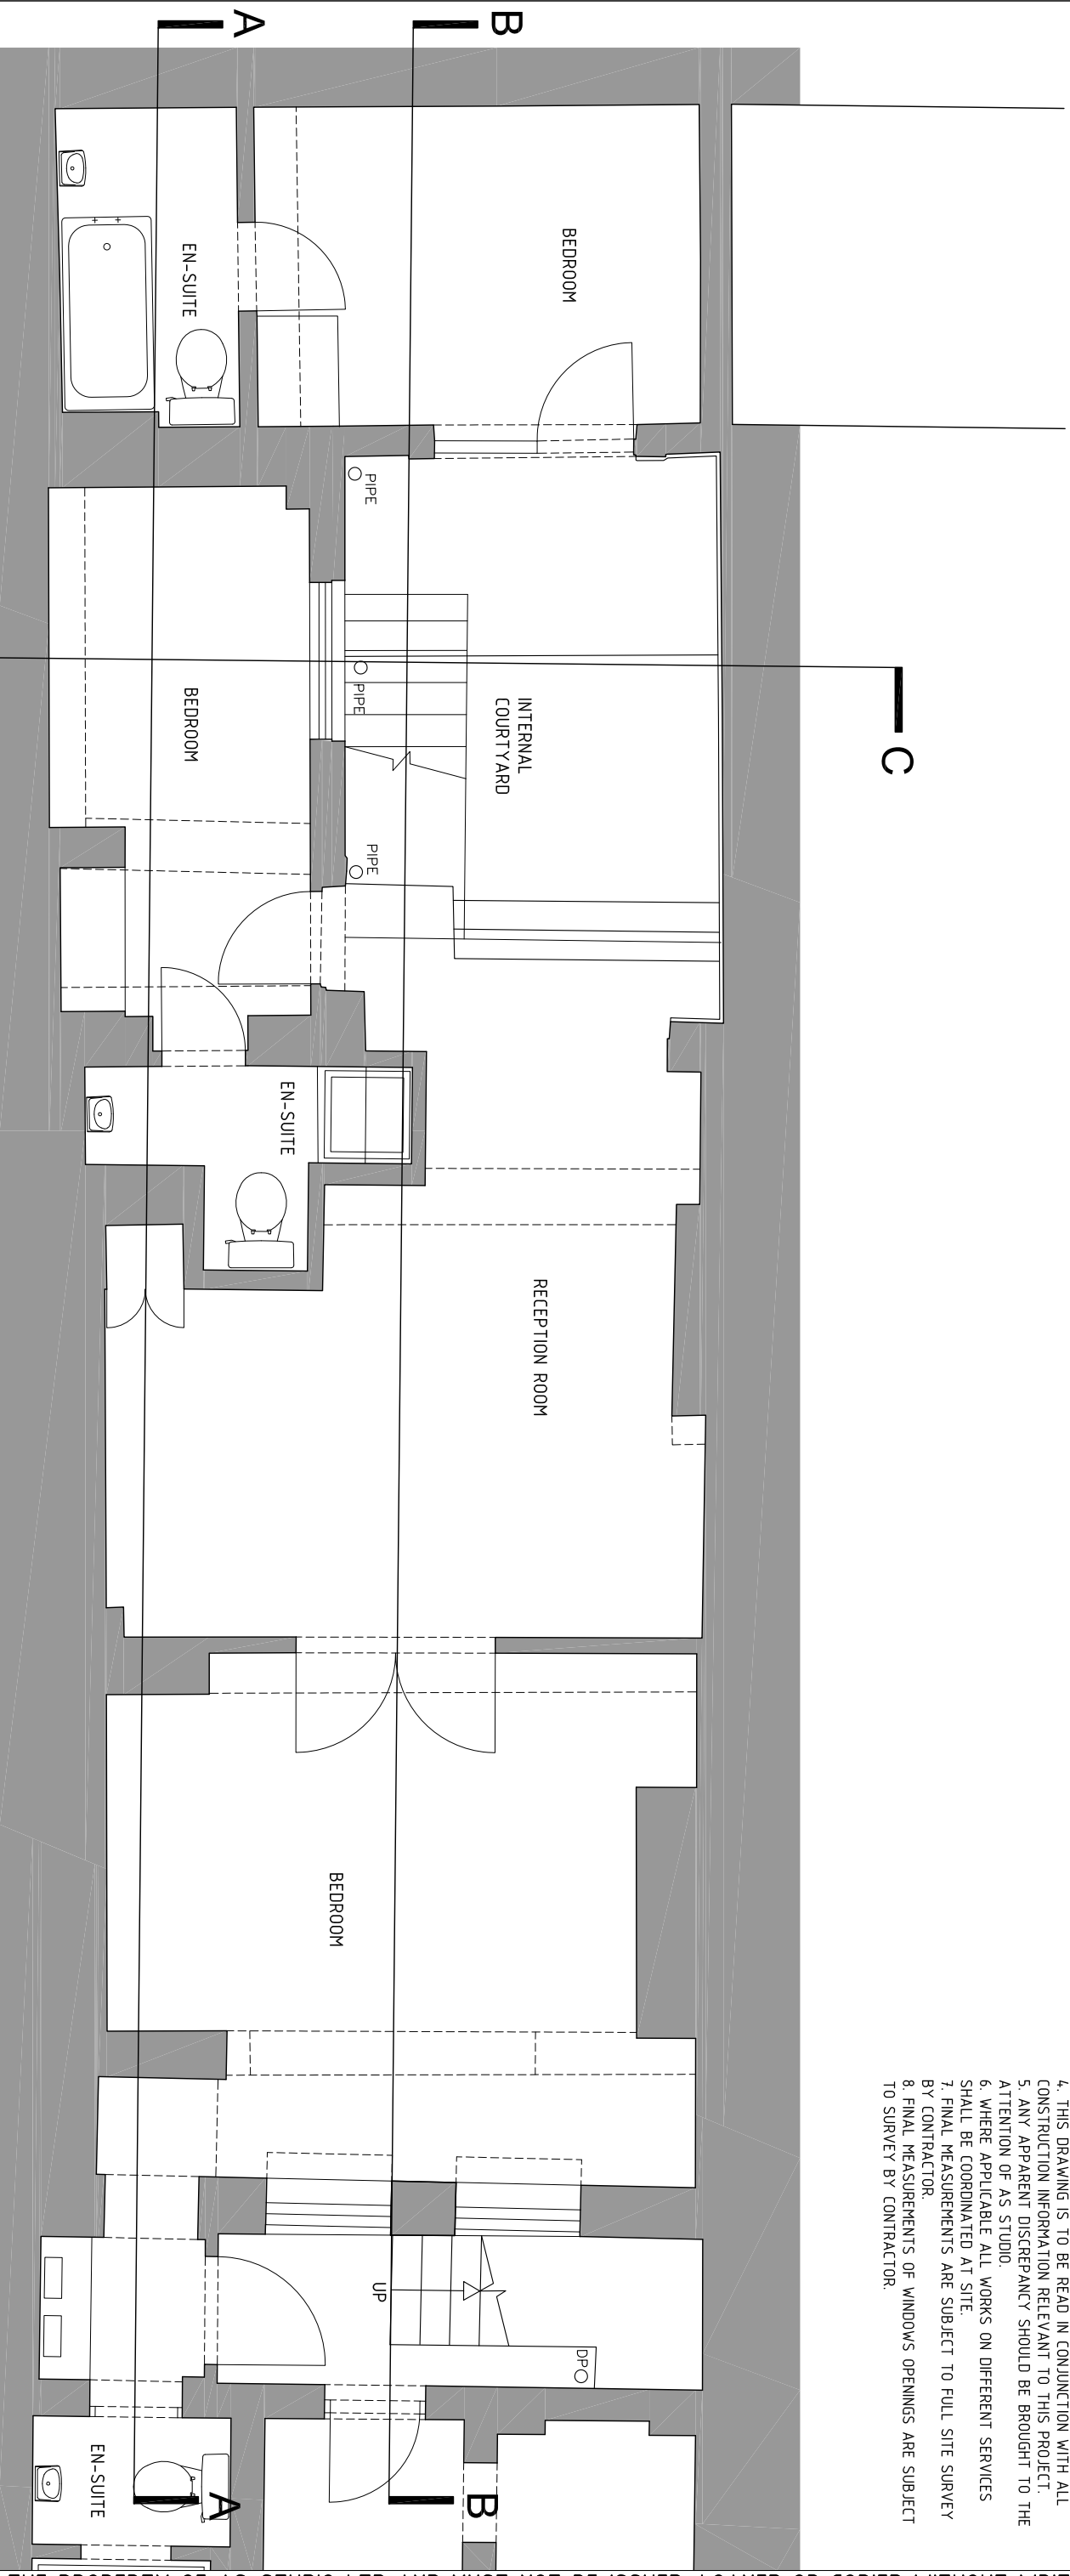 A
B
C
BEDROOM
EN-SUITE
PIPE
PIPE
PIPE
INTERNAL
COURTYARD
BEDROOM
EN-SUITE
RECEPTION ROOM
BEDROOM
UP
DP
EN-SUITE
A
B
4. THIS DRAWING IS TO BE READ IN CONJUNCTION WITH ALL
CONSTRUCTION INFORMATION RELEVANT TO THIS PROJECT.
5. ANY APPARENT DISCREPANCY SHOULD BE BROUGHT TO THE
ATTENTION OF AS STUDIO.
6. WHERE APPLICABLE ALL WORKS ON DIFFERENT SERVICES
SHALL BE COORDINATED AT SITE.
7. FINAL MEASUREMENTS ARE SUBJECT TO FULL SITE SURVEY
BY CONTRACTOR.
8. FINAL MEASUREMENTS OF WINDOWS OPENINGS ARE SUBJECT
TO SURVEY BY CONTRACTOR.